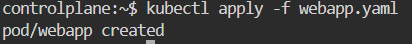 controlplane:~$ kubectl apply -f webapp.yaml
pod/webapp created